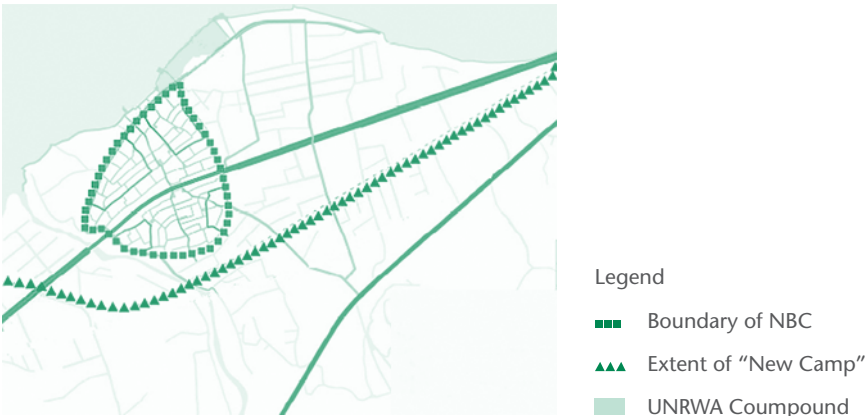 Legend
Boundary of NBC
Extent of “New Camp”
UNRWA Coumpound